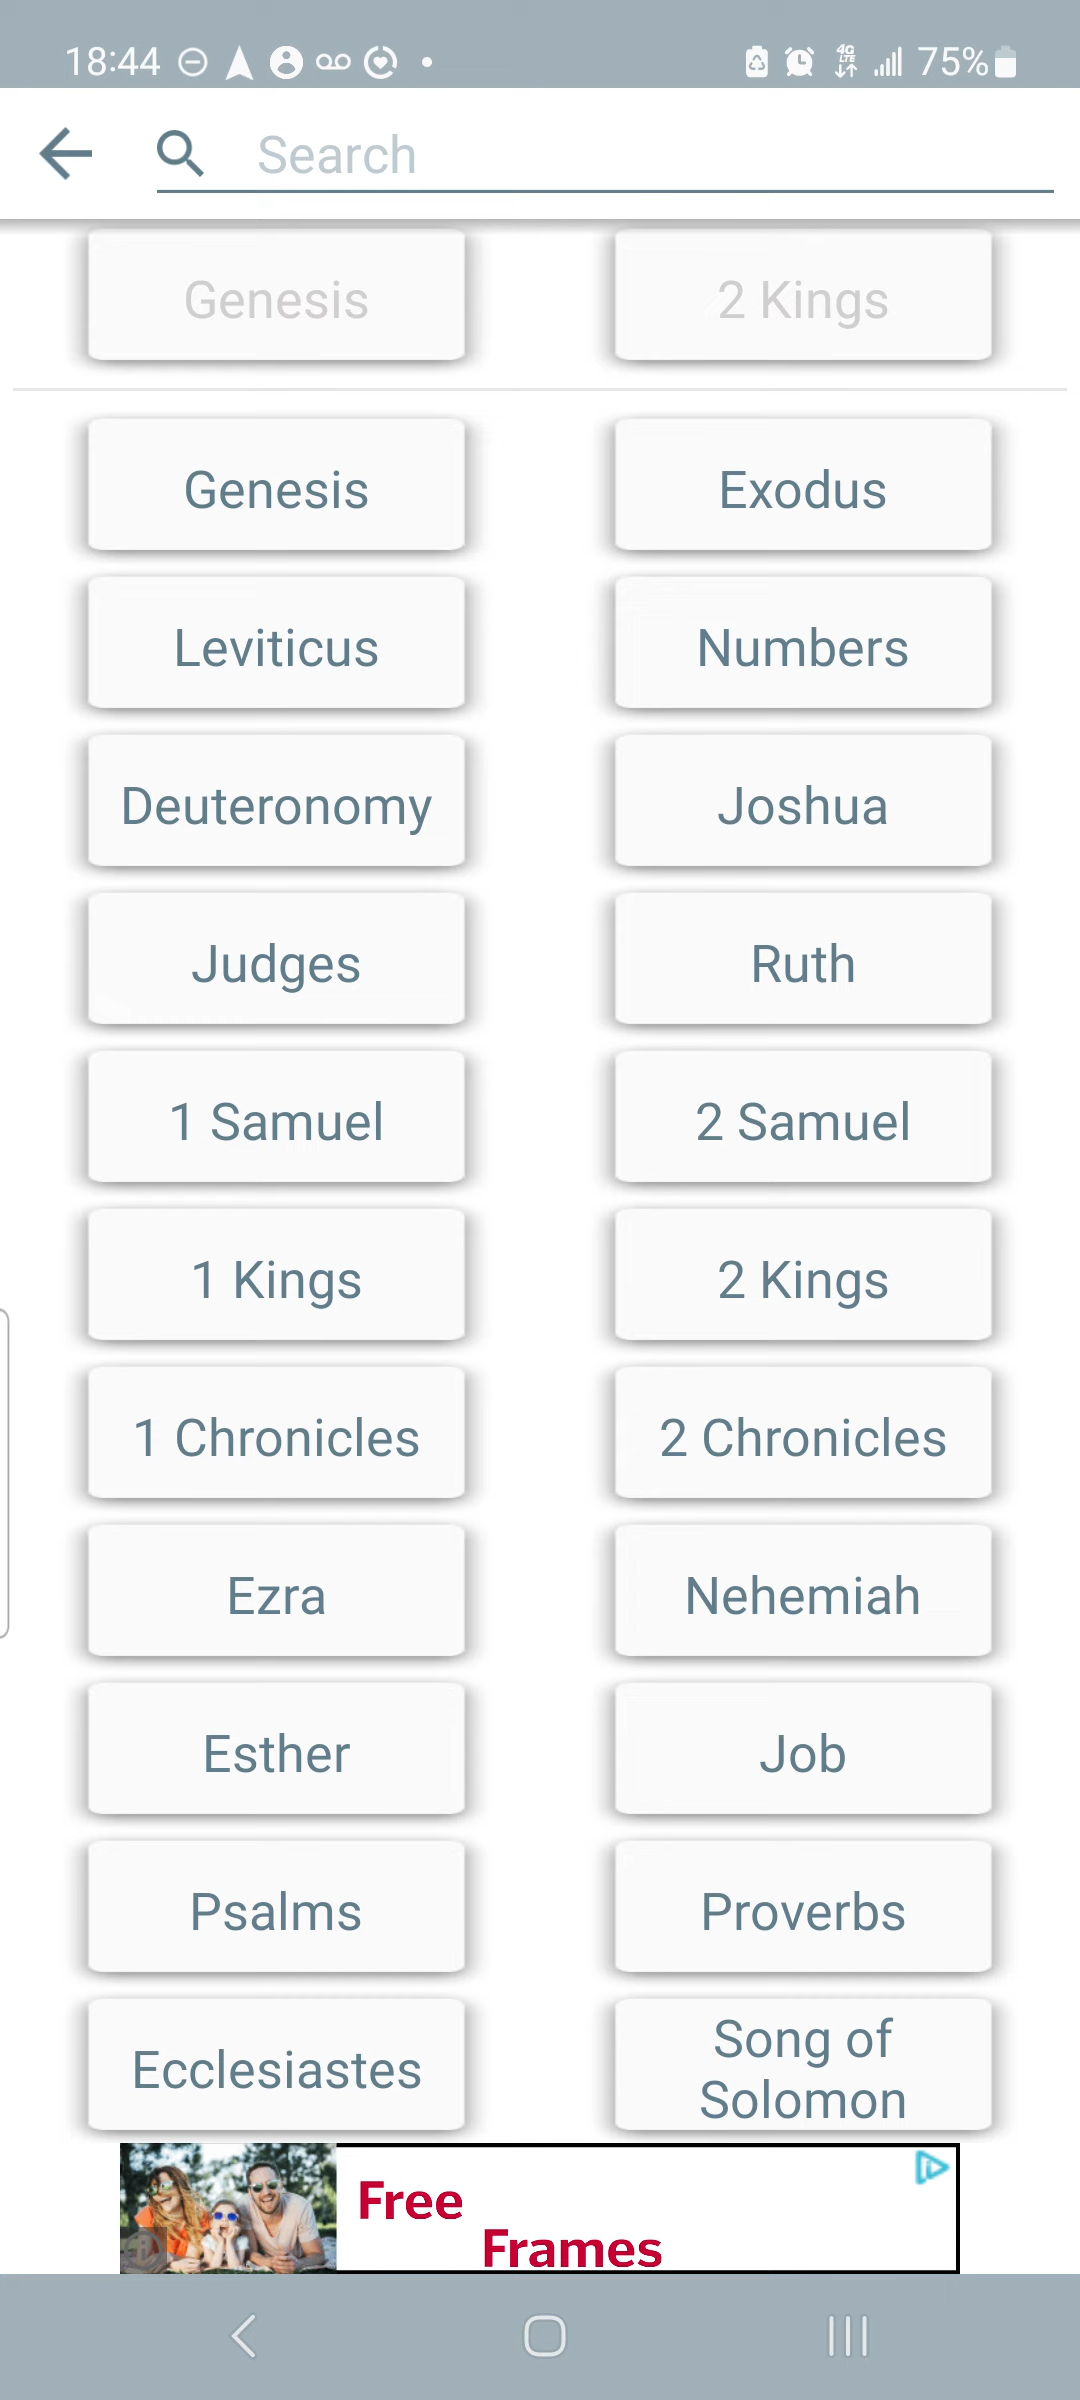 18:44
4G
LTE
75%
Search
Genesis
2 Kings
Genesis
Exodus
Leviticus
Numbers
Deuteronomy
Joshua
Judges
Ruth
1 Samuel
2 Samuel
1 Kings
2 Kings
1 Chronicles
2 Chronicles
Ezra
Nehemiah
Esther
Job
Psalms
Proverbs
Ecclesiastes
Song of
Solomon
Free
Frames